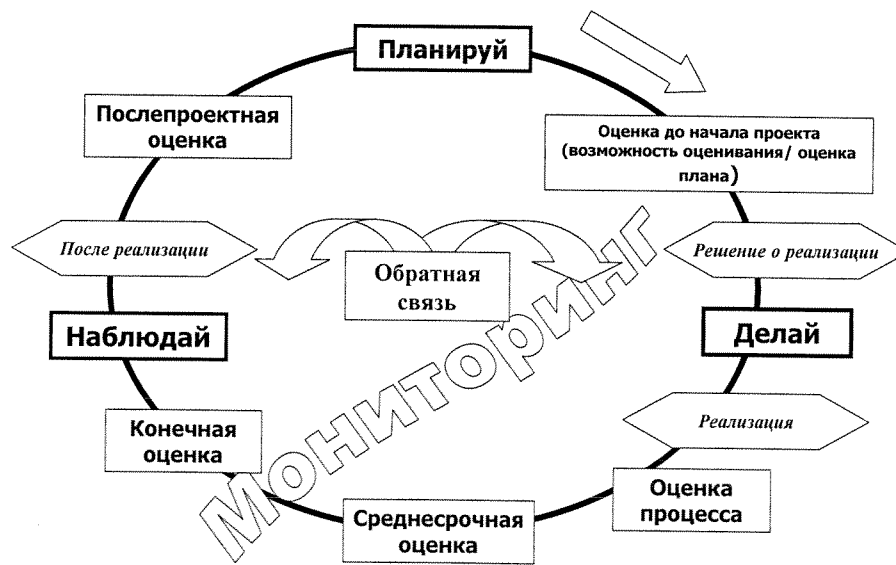 Планируй
Послепроектная
оценка
Оценка до начала проекта
(возможность оценивания/ оценка
плана)
После реализации
Решение о реализации
Обратная
связь
Наблюдай
Делай
Мониторинг
Реализация
Конечная
оценка
Оценка
процесса
Среднесрочная
оценка